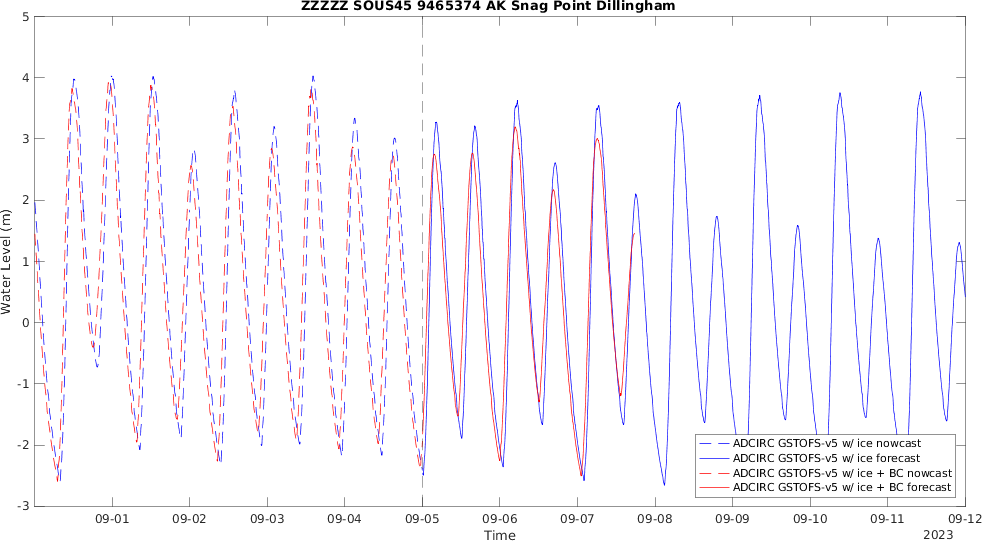 ZZZZZ SOUS45 9465374 AK Snag Point Dillingham
5
4
3
2
1
0
-1
-2
-3
Water Level (m)
ADCIRC GSTOFS-v5 w/ ice nowcast
ADCIRC GSTOFS-v5 w/ ice forecast
ADCIRC GSTOFS-v5 w/ ice + BC nowcast
ADCIRC GSTOFS-v5 w/ ice + BC forecast
09-01 09-02 09-03 09-04 09-05 09-06 09-07 09-08 09-09 09-10 09-11 09-12
Time
2023